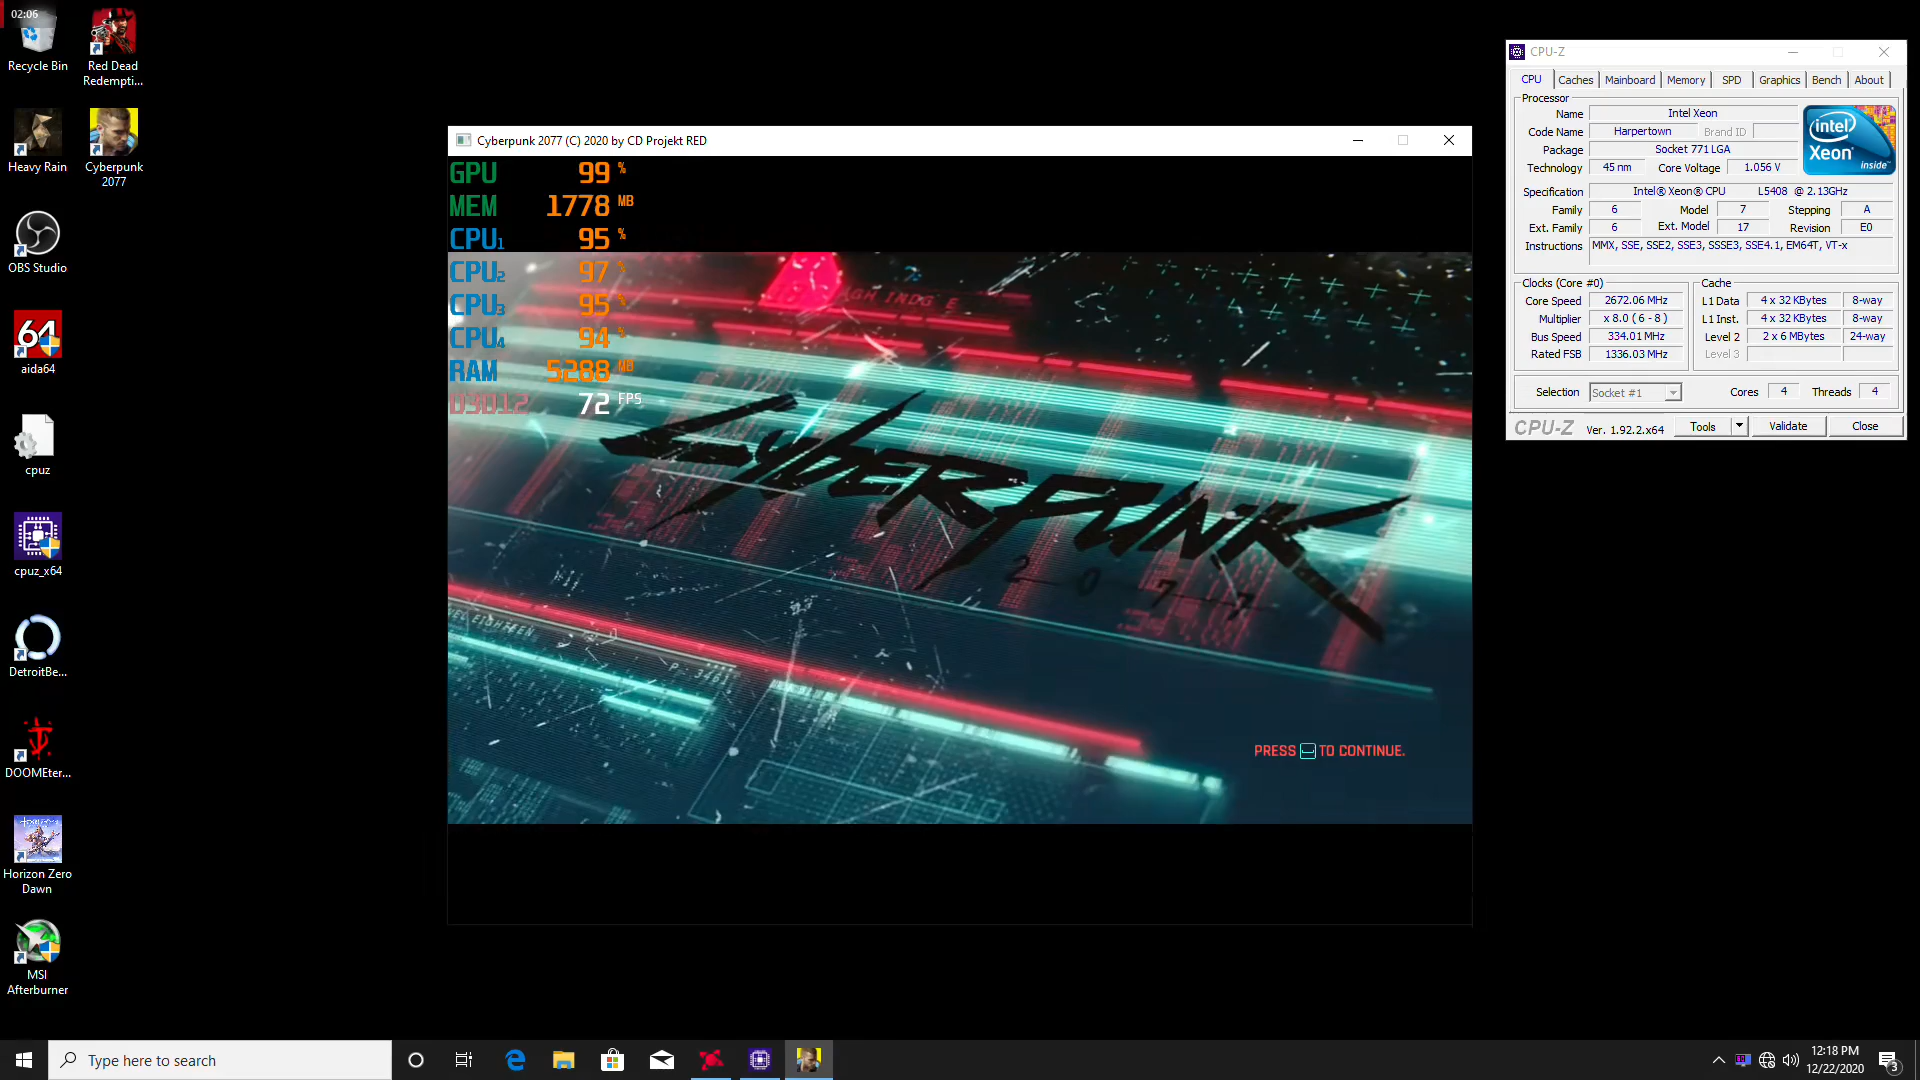 02:06
Recycle Bin
Red Dead
Redempti...
Heavy Rain
Cyberpunk
2077
OBS Studio
64
aida64
cpuz
cpuz_x64
DetroitBe...
DOOMEter...
Horizon Zero
Dawn
MSI
Afterburner
Cyberpunk 2077 (C) 2020 by CD Projekt RED
GPU 99 %
MEM 1778 MB
CPU1 95 %
CPU2 97 %
CPU3 95 %
CPU4 94 %
RAM 5288 MB
D3D12 72 FPS
CYBERPUNK
2077
P-3461
PRESS TO CONTINUE.
CPU-Z
CPU Caches Mainboard Memory SPD Graphics Bench About
Processor
Name Intel Xeon
Code Name Harpertown Brand ID
Package Socket 771 LGA
Technology 45 nm Core Voltage 1.056 V
intel
Xeon
inside
Specification Intel® Xeon® CPU L5408 @ 2.13GHz
Family 6 Model 7 Stepping A
Ext. Family 6 Ext. Model 17 Revision E0
Instructions MMX, SSE, SSE2, SSE3, SSSE3, SSE4.1, EM64T, VT-x
Clocks (Core #0) Cache
Core Speed 2672.06 MHz L1 Data 4 x 32 KBytes 8-way
Multiplier x 8.0 ( 6 - 8 ) L1 Inst. 4 x 32 KBytes 8-way
Bus Speed 334.01 MHz Level 2 2 x 6 MBytes 24-way
Rated FSB 1336.03 MHz Level 3
Selection Socket #1 Cores 4 Threads 4
CPU-Z Ver. 1.92.2.x64 Tools Validate Close
Type here to search
12:18 PM
12/22/2020
3